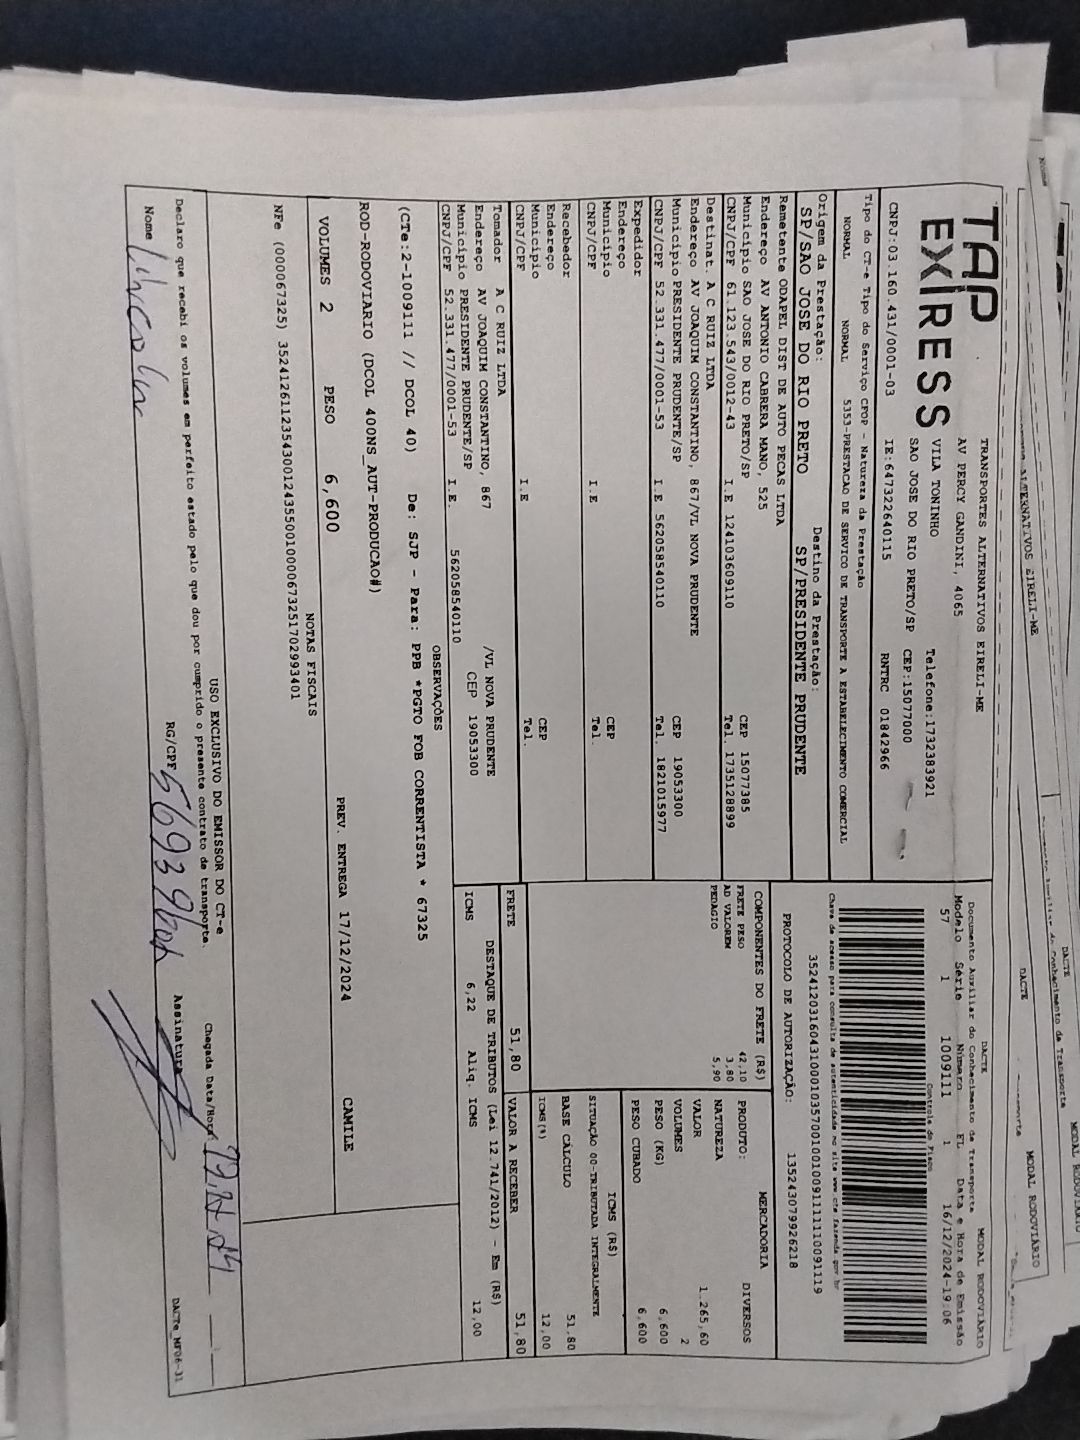 TAP EXPRESS
TRANSPORTES ALTERNATIVOS EIRELI-ME
AV PERCY GANDINI, 4065
VILA TONINHO Telefone:1732383921
SAO JOSE DO RIO PRETO/SP CEP:15077000
CNPJ:03.160.431/0001-03 IE:647322640115 RNTRC 01842966
DACTE MODAL RODOVIÁRIO
Documento Auxiliar do Conhecimento de Transporte
Modelo Série Número FL Data e Hora de Emissão
57 1 1009111 1 16/12/2024-19:06
Controle do Fisco
Chave de acesso para consulta de autenticidade no site www.cte.fazenda.gov.br
PROTOCOLO DE AUTORIZAÇÃO: 135243079926218
Tipo do CT-e Tipo do Serviço CFOP - Natureza da Prestação
NORMAL NORMAL 5353-PRESTACAO DE SERVICO DE TRANSPORTE A ESTABELECIMENTO COMERCIAL
Origem da Prestação: Destino da Prestação:
SP/SAO JOSE DO RIO PRETO SP/PRESIDENTE PRUDENTE
Remetente ODAPEL DIST DE AUTO PECAS LTDA
Endereço AV ANTONIO CABRERA MANO, 525
Município SAO JOSE DO RIO PRETO/SP CEP 15077385
CNPJ/CPF 61.123.543/0012-43 I.E 124103609110 Tel. 1735128899
Destinat. A C RUIZ LTDA
Endereço AV JOAQUIM CONSTANTINO, 867/VL NOVA PRUDENTE
Município PRESIDENTE PRUDENTE/SP CEP 19053300
CNPJ/CPF 52.331.477/0001-53 I.E 562058540110 Tel. 1821015977
Expedidor
Endereço
Município CEP
CNPJ/CPF I.E Tel.
Recebedor
Endereço
Município CEP
CNPJ/CPF I.E Tel.
Tomador A C RUIZ LTDA
Endereço AV JOAQUIM CONSTANTINO, 867 /VL NOVA PRUDENTE
Município PRESIDENTE PRUDENTE/SP CEP 19053300
CNPJ/CPF 52.331.477/0001-53 I.E. 562058540110
COMPONENTES DO FRETE (R$)
FRETE PESO 42,10
AD VALOREM 3,80
PEDAGIO 5,90
MERCADORIA
PRODUTO: DIVERSOS
NATUREZA
VALOR 1.265,60
VOLUMES 2
PESO (KG) 6,600
PESO CUBADO 6,600
ICMS (R$)
SITUAÇÃO 00-TRIBUTADA INTEGRALMENTE
BASE CÁLCULO 51,80
ICMS(%) 12,00
FRETE 51,80 VALOR A RECEBER 51,80
DESTAQUE DE TRIBUTOS (Lei 12.741/2012) - Em (R$)
ICMS 6,22 Aliq. ICMS 12,00
OBSERVAÇÕES
(CTe:2-1009111 // DCOL 40) De: SJP - Para: PPB *PGTO FOB CORRENTISTA * 67325
ROD-RODOVIARIO (DCOL 400NS_AUT-PRODUCAO#)
VOLUMES 2 PESO 6,600 PREV. ENTREGA 17/12/2024 CAMILE
NOTAS FISCAIS
NFe (000067325) 35241261123543001243550010000673251702993401
USO EXCLUSIVO DO EMISSOR DO CT-e
Declaro que recebi os volumes em perfeito estado pelo que dou por cumprido o presente contrato de transporte. Chegada Data/Hora:
Nome RG/CPF Assinatura
DACTe_MF06-31